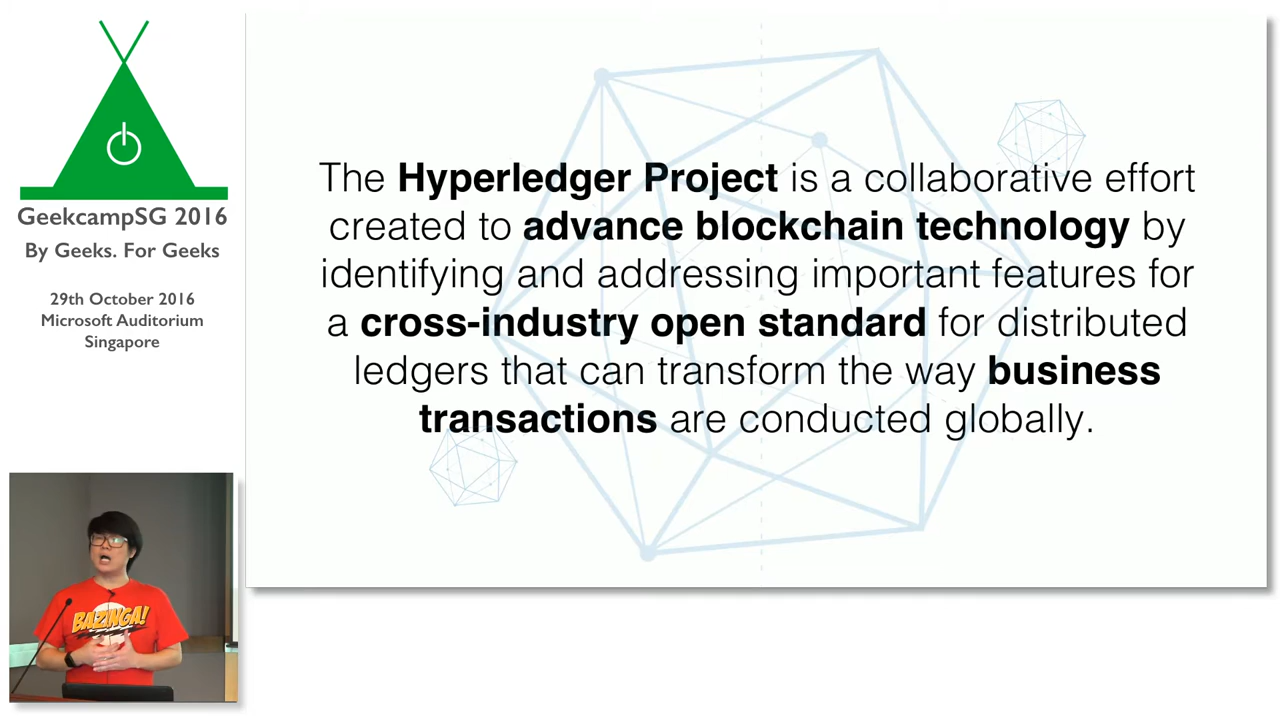 GeekcampSG 2016
By Geeks. For Geeks
29th October 2016
Microsoft Auditorium
Singapore
The Hyperledger Project is a collaborative effort
created to advance blockchain technology by
identifying and addressing important features for
a cross-industry open standard for distributed
ledgers that can transform the way business
transactions are conducted globally.
BAZINGA!